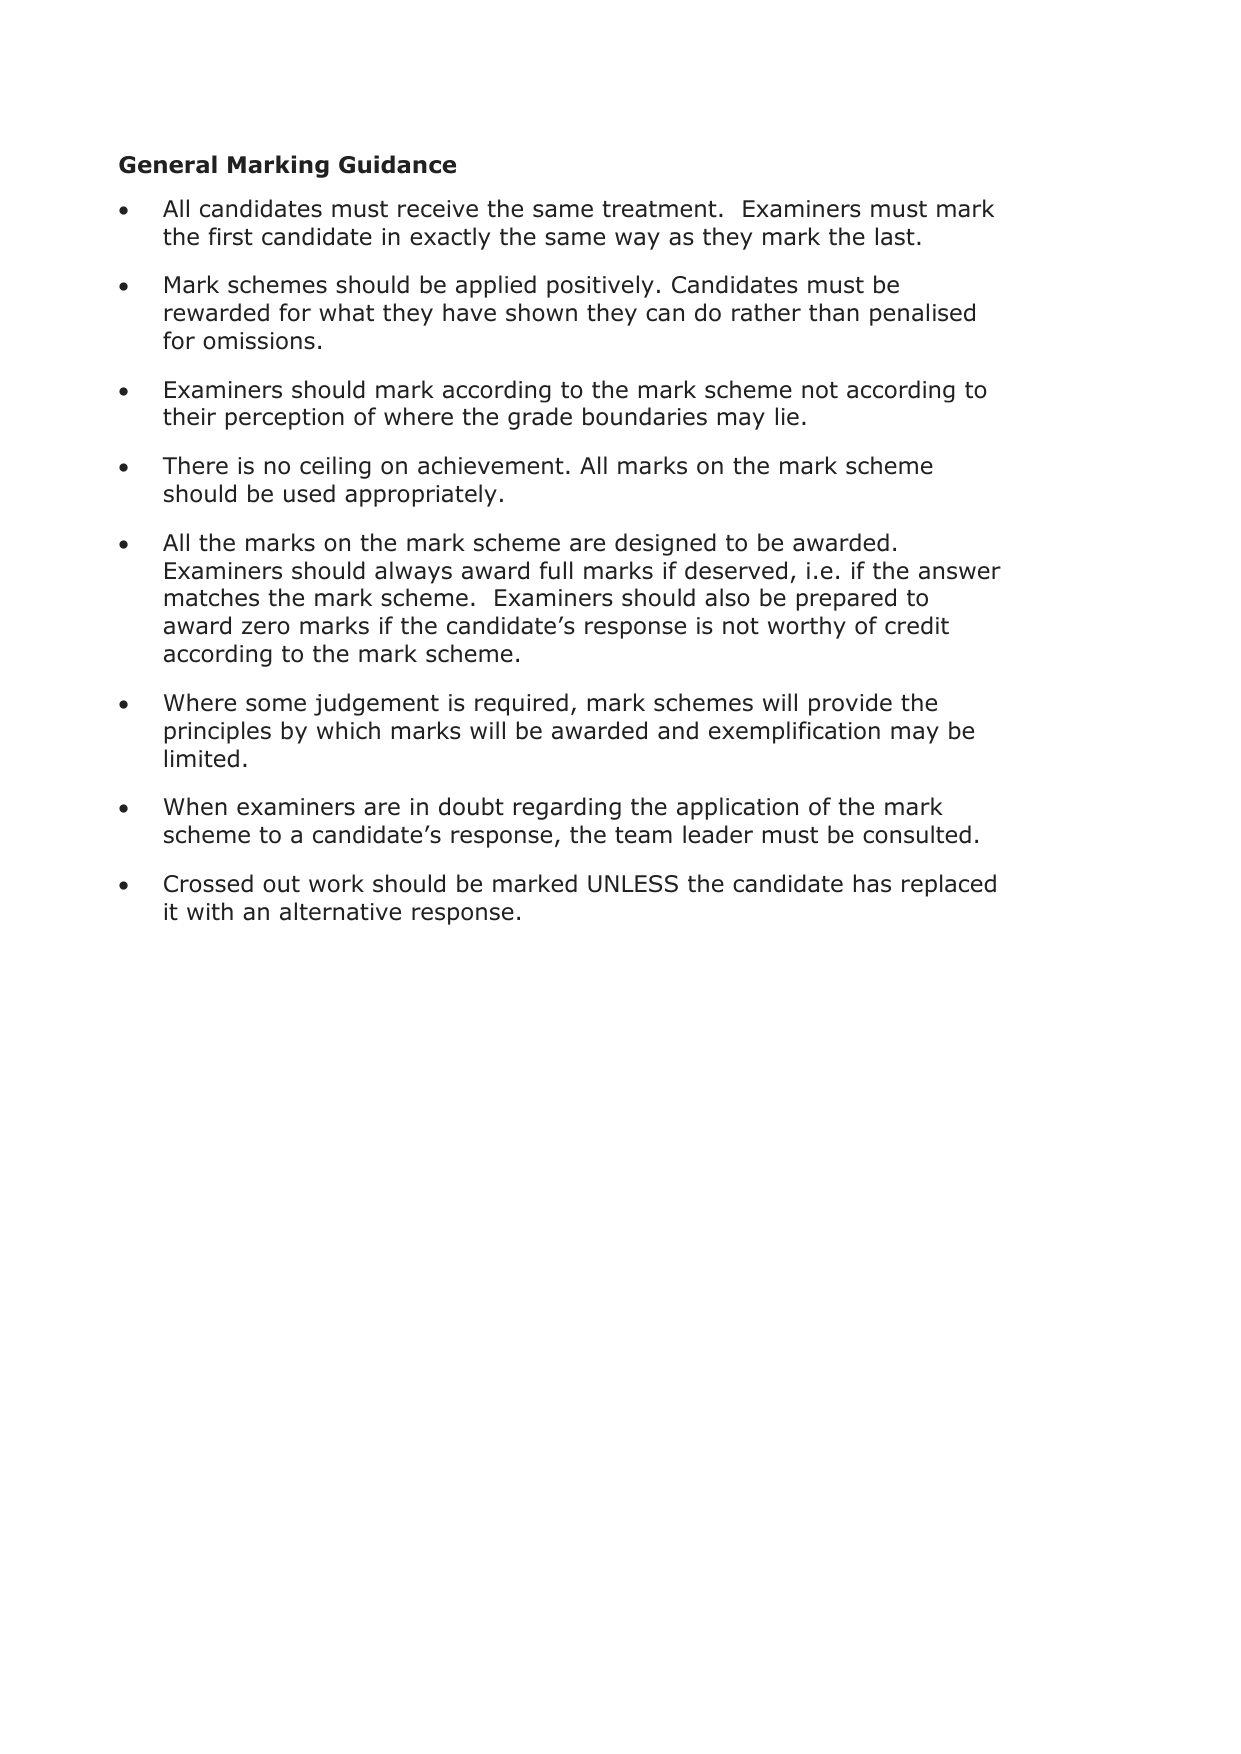 General Marking Guidance
• All candidates must receive the same treatment.  Examiners must mark
the first candidate in exactly the same way as they mark the last.
• Mark schemes should be applied positively. Candidates must be
rewarded for what they have shown they can do rather than penalised
for omissions.
• Examiners should mark according to the mark scheme not according to
their perception of where the grade boundaries may lie.
• There is no ceiling on achievement. All marks on the mark scheme
should be used appropriately.
• All the marks on the mark scheme are designed to be awarded.
Examiners should always award full marks if deserved, i.e. if the answer
matches the mark scheme.  Examiners should also be prepared to
award zero marks if the candidate’s response is not worthy of credit
according to the mark scheme.
• Where some judgement is required, mark schemes will provide the
principles by which marks will be awarded and exemplification may be
limited.
• When examiners are in doubt regarding the application of the mark
scheme to a candidate’s response, the team leader must be consulted.
• Crossed out work should be marked UNLESS the candidate has replaced
it with an alternative response.